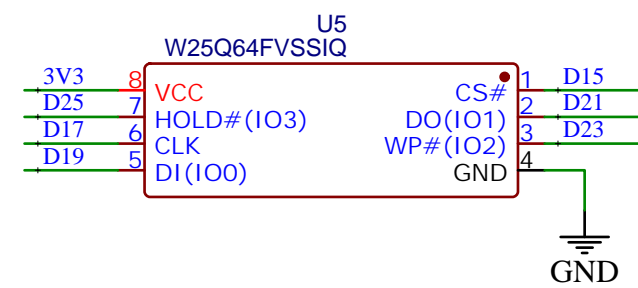 U5
W25Q64FVSSIQ
3V3 8 VCC CS# 1 D15
D25 7 HOLD#(IO3) DO(IO1) 2 D21
D17 6 CLK WP#(IO2) 3 D23
D19 5 DI(IO0) GND 4
GND